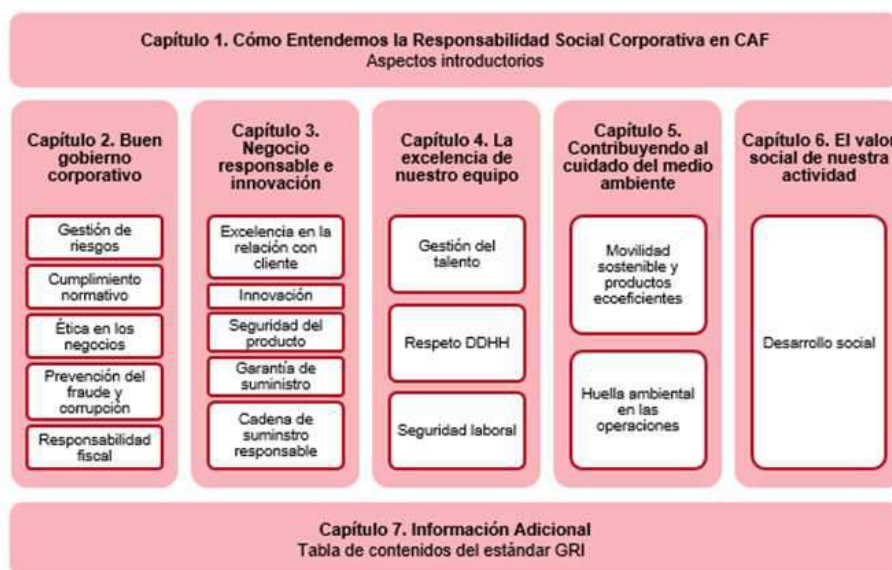 Capítulo 1. Cómo Entendemos la Responsabilidad Social Corporativa en CAF
Aspectos introductorios
Capítulo 2. Buen
gobierno
corporativo
Gestión de
riesgos
Cumplimiento
normativo
Ética en los
negocios
Prevención del
fraude y
corrupción
Responsabilidad
fiscal
Capítulo 3.
Negocio
responsable e
innovación
Excelencia en la
relación con
cliente
Innovación
Seguridad del
producto
Garantía de
suministro
Cadena de
suminstro
responsable
Capítulo 4. La
excelencia de
nuestro equipo
Gestión del
talento
Respeto DDHH
Seguridad laboral
Capítulo 5.
Contribuyendo al
cuidado del medio
ambiente
Movilidad
sostenible y
productos
ecoeficientes
Huella ambiental
en las
operaciones
Capítulo 6. El valor
social de nuestra
actividad
Desarrollo social
Capítulo 7. Información Adicional
Tabla de contenidos del estándar GRI